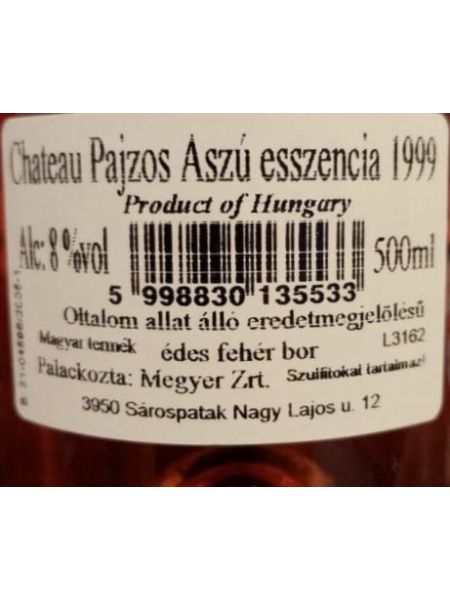 Chateau Pajzos Aszú esszencia 1999
Product of Hungary
Alc: 8 %vol
500ml
5 998830 135533
Oltalom allat álló eredetmegjelölésű
Magyar termék
édes fehér bor
L3162
Palackozta: Megyer Zrt.
Szulfitokat tartalmaz!
3950 Sárospatak Nagy Lajos u. 12